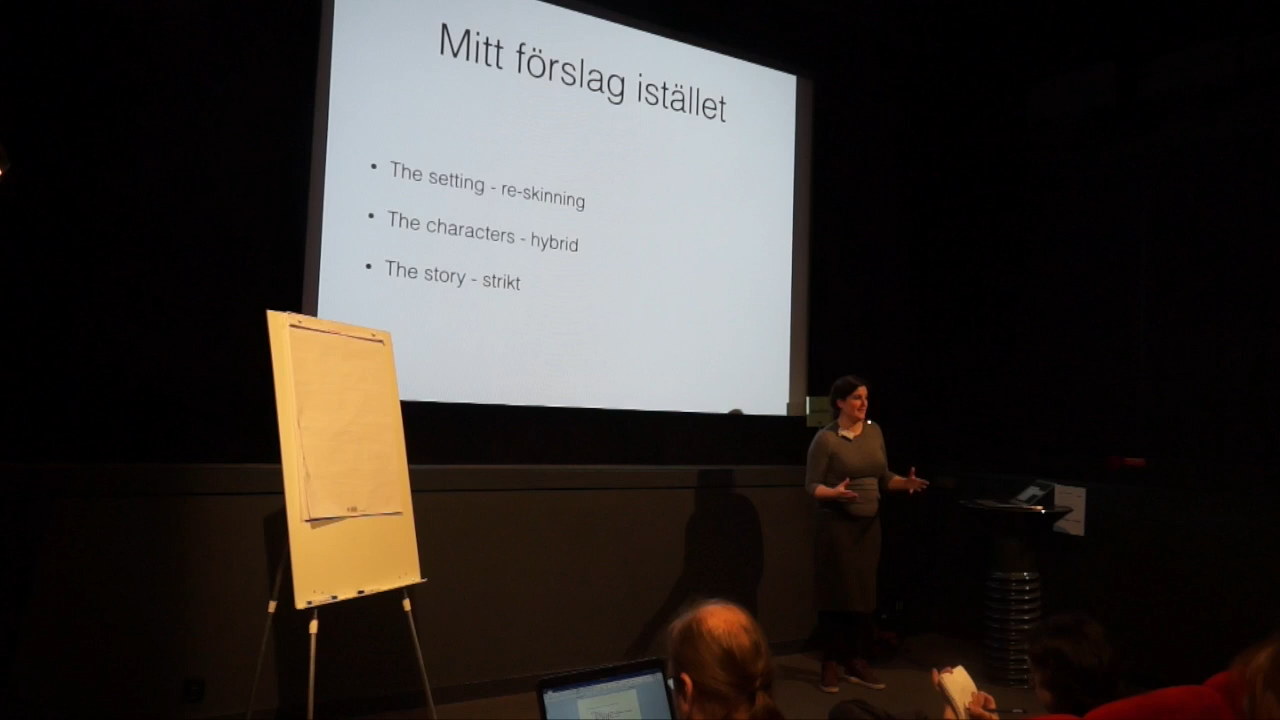 Mitt förslag istället
• The setting - re-skinning
• The characters - hybrid
• The story - strikt